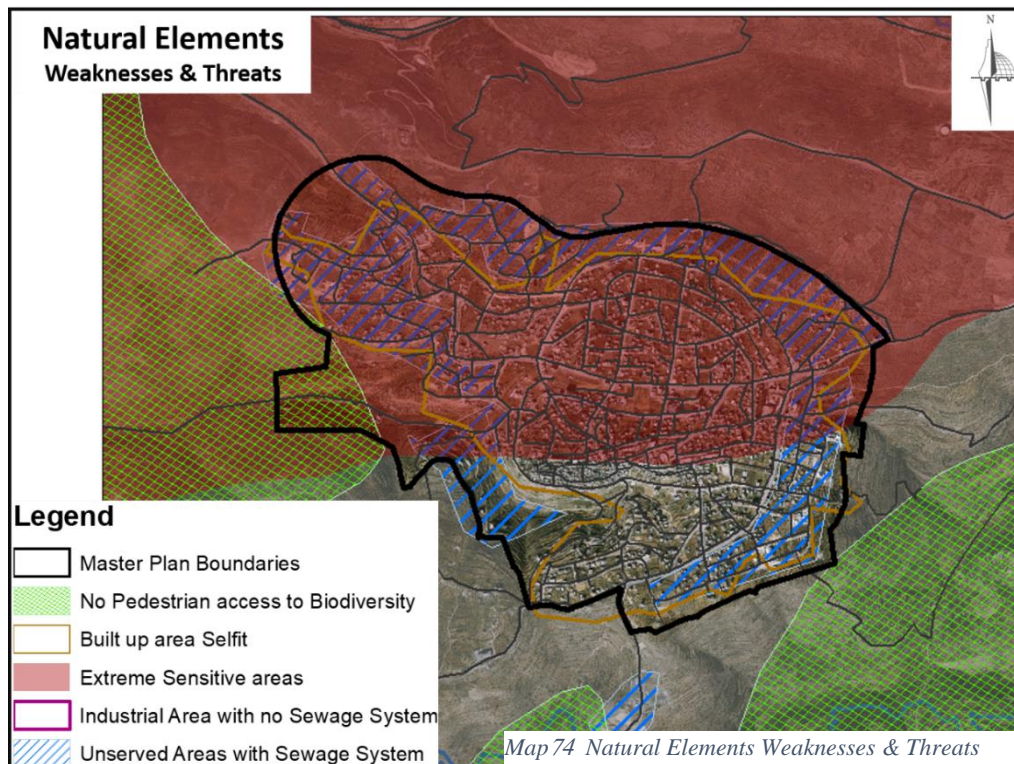 Natural Elements
Weaknesses & Threats
N
Legend
Master Plan Boundaries
No Pedestrian access to Biodiversity
Built up area Selfit
Extreme Sensitive areas
Industrial Area with no Sewage System
Unserved Areas with Sewage System
Map 74 Natural Elements Weaknesses & Threats